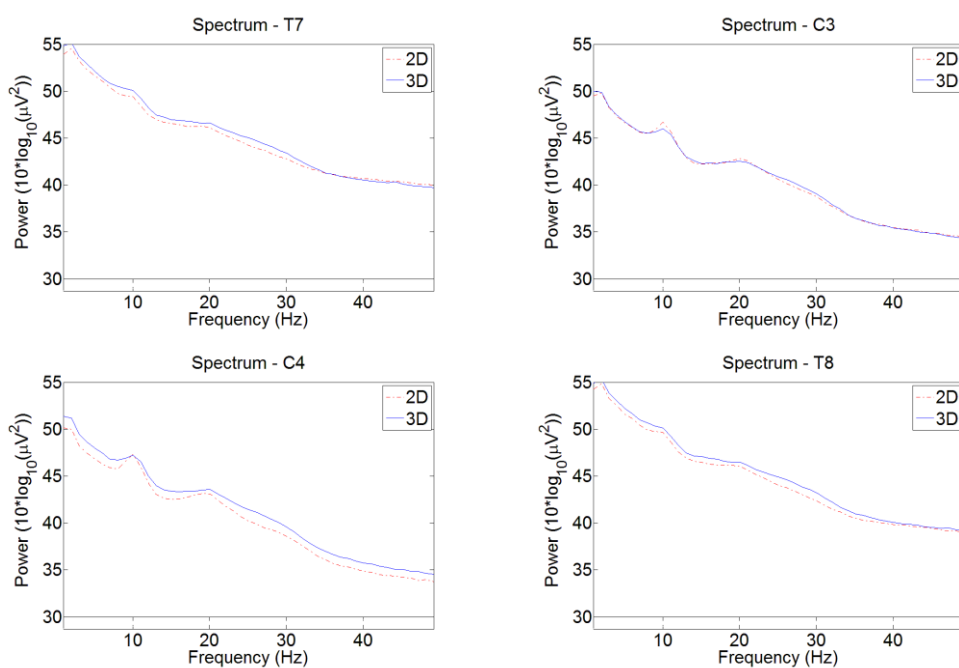 Spectrum - T7
Power (10*log10(μV2))
55
50
45
40
35
30
2D
3D
10 20 30 40
Frequency (Hz)
Spectrum - C3
Power (10*log10(μV2))
55
50
45
40
35
30
2D
3D
10 20 30 40
Frequency (Hz)
Spectrum - C4
Power (10*log10(μV2))
55
50
45
40
35
30
2D
3D
10 20 30 40
Frequency (Hz)
Spectrum - T8
Power (10*log10(μV2))
55
50
45
40
35
30
2D
3D
10 20 30 40
Frequency (Hz)